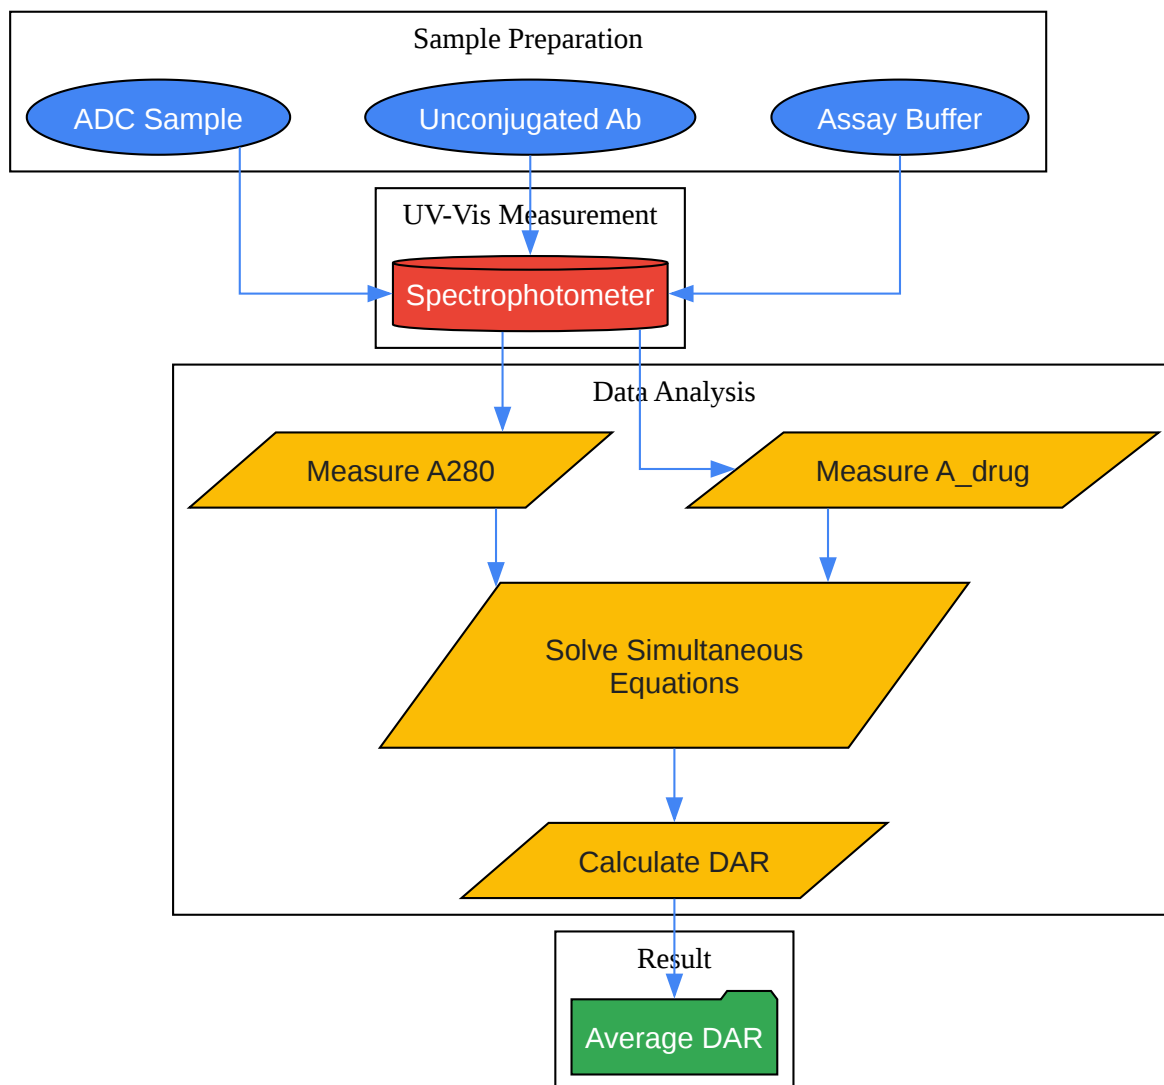 Sample Preparation
ADC Sample
Unconjugated Ab
Assay Buffer
UV-Vis Measurement
Spectrophotometer
Data Analysis
Measure A280
Measure A_drug
Solve Simultaneous
Equations
Calculate DAR
Result
Average DAR